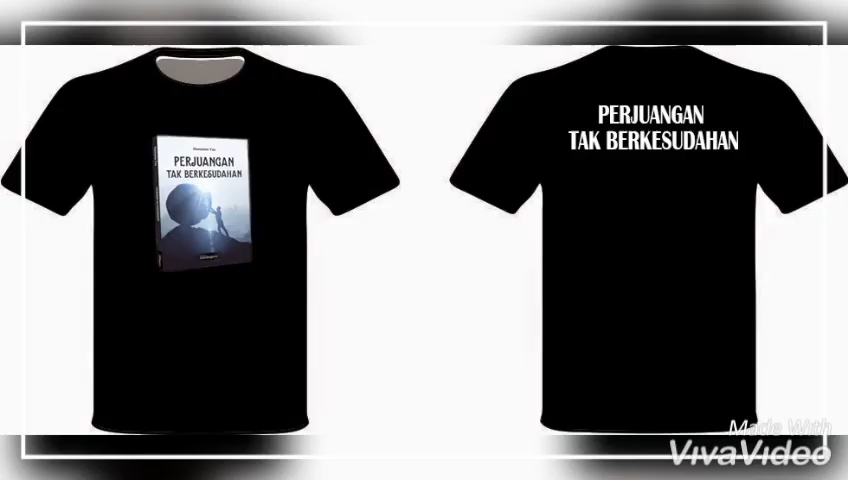 PERJUANGAN
TAK BERKESUDAHAN
PERJUANGAN
TAK BERKESUDAHAN
Made With
VivaVideo